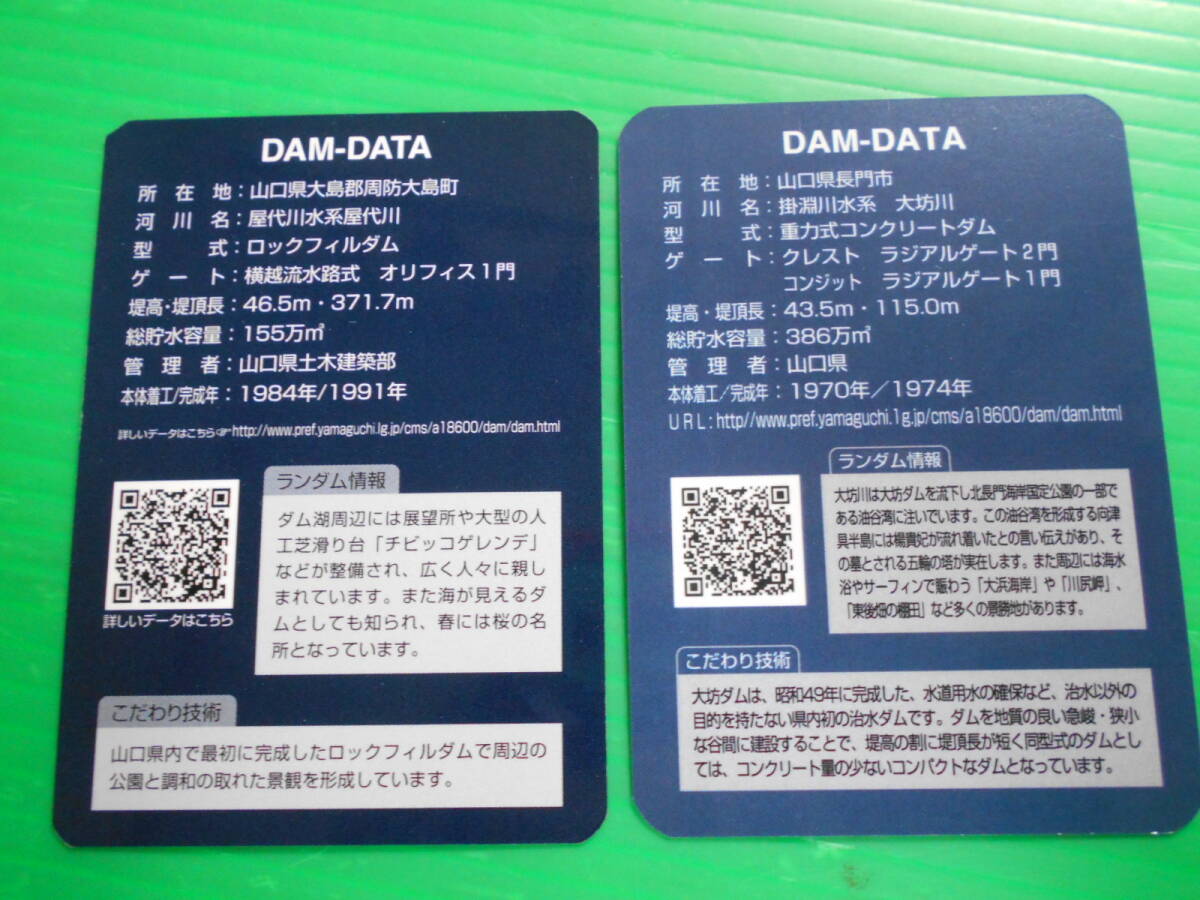 DAM-DATA
所在地：山口県大島郡周防大島町
河川名：屋代川水系屋代川
型式：ロックフィルダム
ゲート：横越流水路式　オリフィス1門
堤高・堤頂長：46.5m・371.7m
総貯水容量：155万㎥
管理者：山口県土木建築部
本体着工/完成年：1984年/1991年
詳しいデータはこちら☞http://www.pref.yamaguchi.lg.jp/cms/a18600/dam/dam.html
詳しいデータはこちら
ランダム情報
ダム湖周辺には展望所や大型の人
工芝滑り台「チビッコゲレンデ」
などが整備され、広く人々に親し
まれています。また海が見えるダ
ムとしても知られ、春には桜の名
所となっています。
こだわり技術
山口県内で最初に完成したロックフィルダムで周辺の
公園と調和の取れた景観を形成しています。
DAM-DATA
所在地：山口県長門市
河川名：掛淵川水系　大坊川
型式：重力式コンクリートダム
ゲート：クレスト　ラジアルゲート2門
コンジット　ラジアルゲート1門
堤高・堤頂長：43.5m・115.0m
総貯水容量：386万㎥
管理者：山口県
本体着工／完成年：1970年／1974年
URL:http//www.pref.yamaguchi.1g.jp/cms/a18600/dam/dam.html
ランダム情報
大坊川は大坊ダムを流下し北長門海岸国定公園の一部で
ある油谷湾に注いでいます。この油谷湾を形成する向津
具半島には楊貴妃が流れ着いたとの言い伝えがあり、そ
の墓とされる五輪の塔が実在します。また周辺には海水
浴やサーフィンで賑わう「大浜海岸」や「川尻岬」、
「東後畑の棚田」など多くの景勝地があります。
こだわり技術
大坊ダムは、昭和49年に完成した、水道用水の確保など、治水以外の
目的を持たない県内初の治水ダムです。ダムを地質の良い急峻・狭小
な谷間に建設することで、堤高の割に堤頂長が短く同型式のダムとし
ては、コンクリート量の少ないコンパクトなダムとなっています。